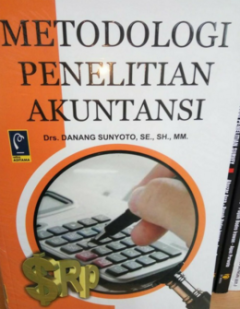 METODOLOGI
PENELITIAN
AKUNTANSI
Drs. DANANG SUNYOTO, SE., SH., MM.
$Rp